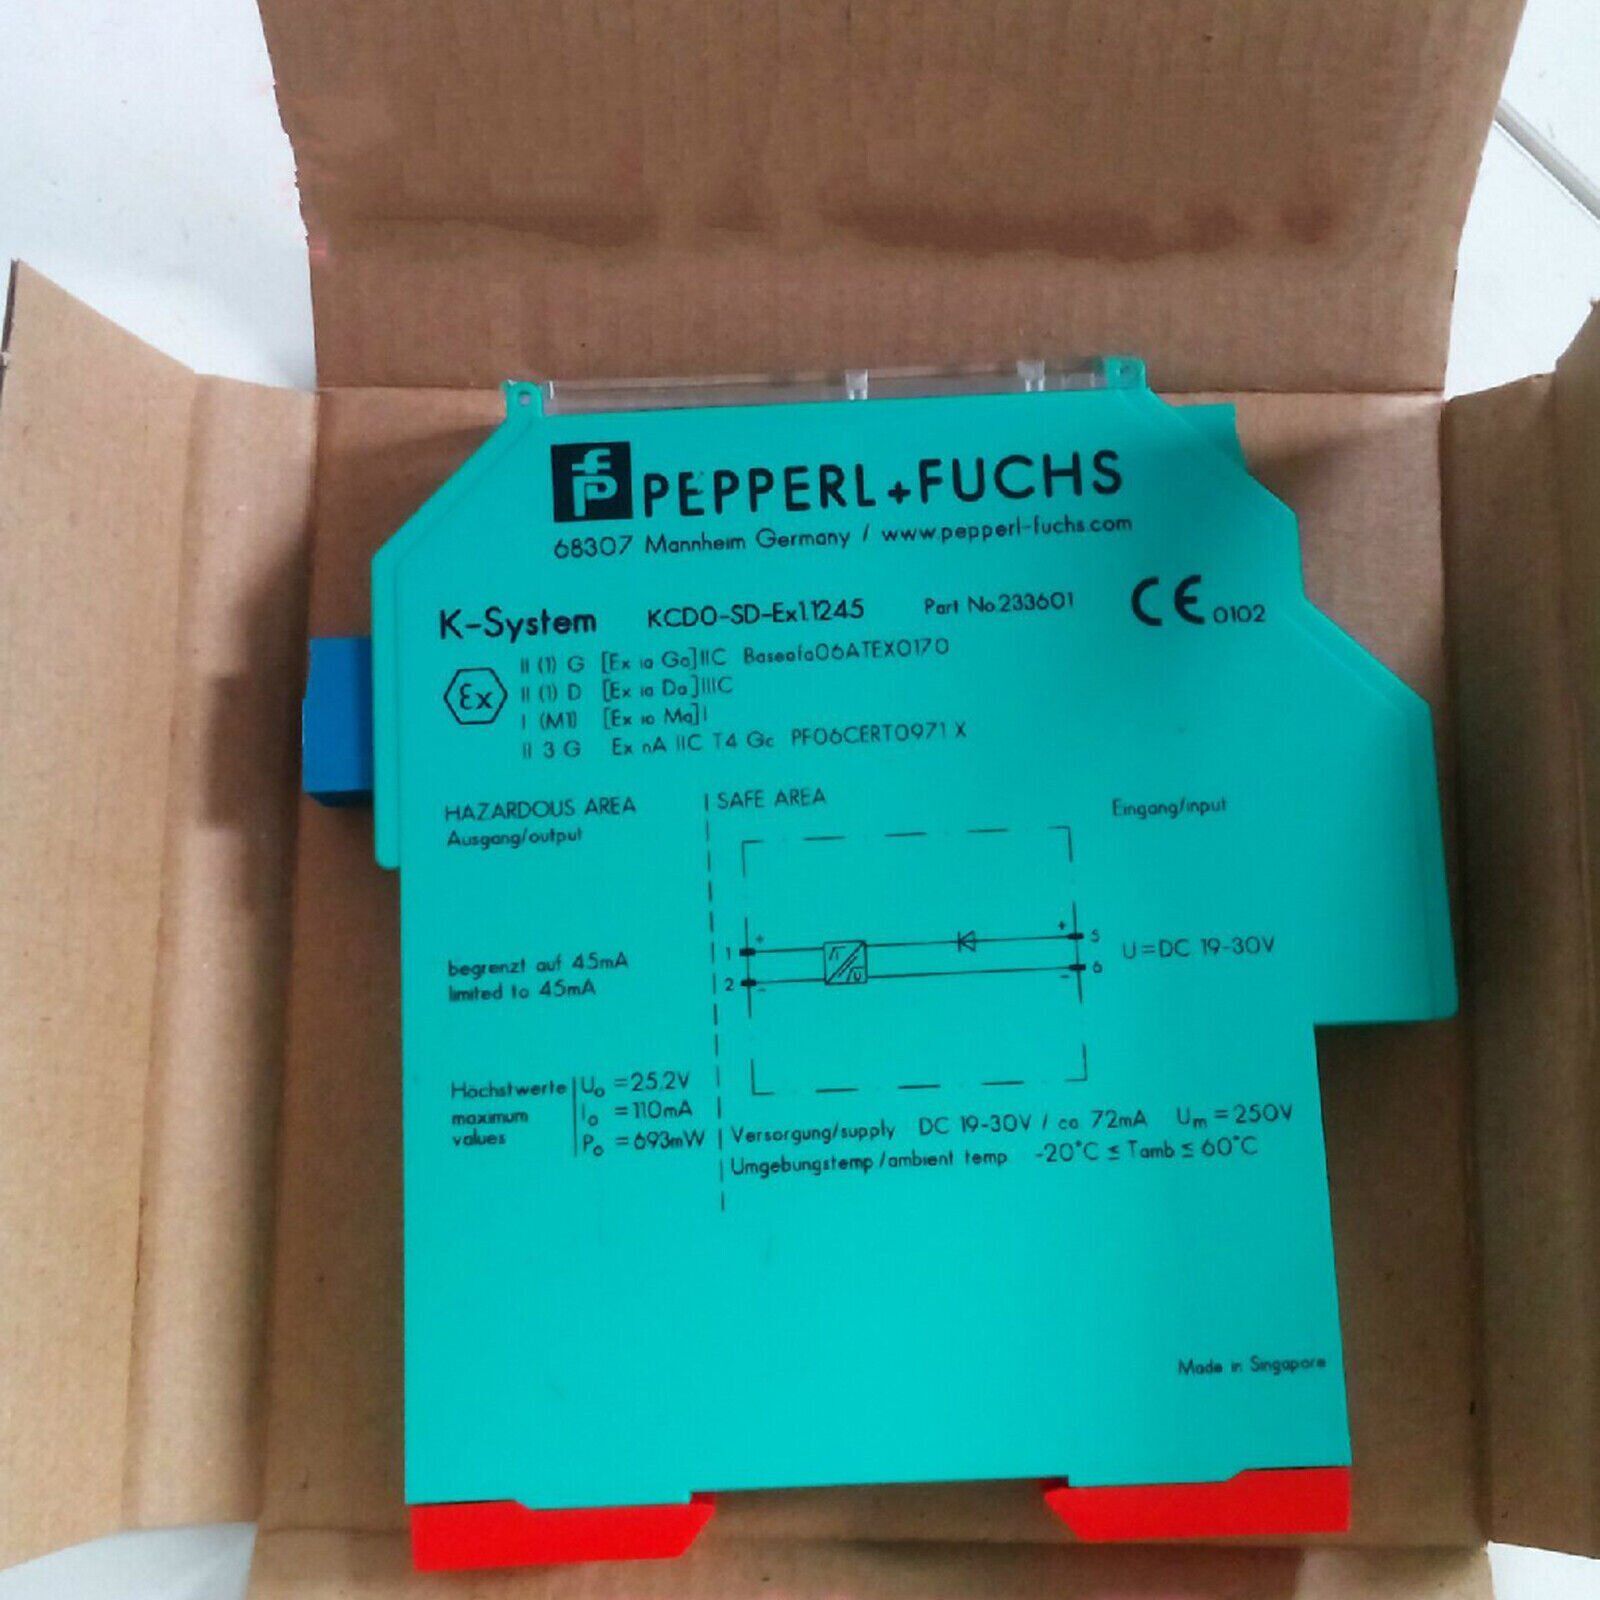 PEPPERL+FUCHS
68307 Mannheim Germany / www.pepperl-fuchs.com
K-System KCD0-SD-Ex1.1245 Part No.233601 CE 0102
Ex
II (1) G [Ex ia Ga]IIC Baseefa06ATEX0170
II (1) D [Ex ia Da]IIIC
I (M1) [Ex ia Ma]I
II 3 G Ex nA IIC T4 Gc PF06CERT0971 X
HAZARDOUS AREA SAFE AREA Eingang/input
Ausgang/output
1 + + 5 U=DC 19-30V
2 - - 6
begrenzt auf 45mA
limited to 45mA
Höchstwerte Uo =25.2V
maximum Io =110mA
values Po =693mW
Versorgung/supply DC 19-30V / ca 72mA Um=250V
Umgebungstemp/ambient temp -20°C ≤ Tamb ≤ 60°C
Made in Singapore